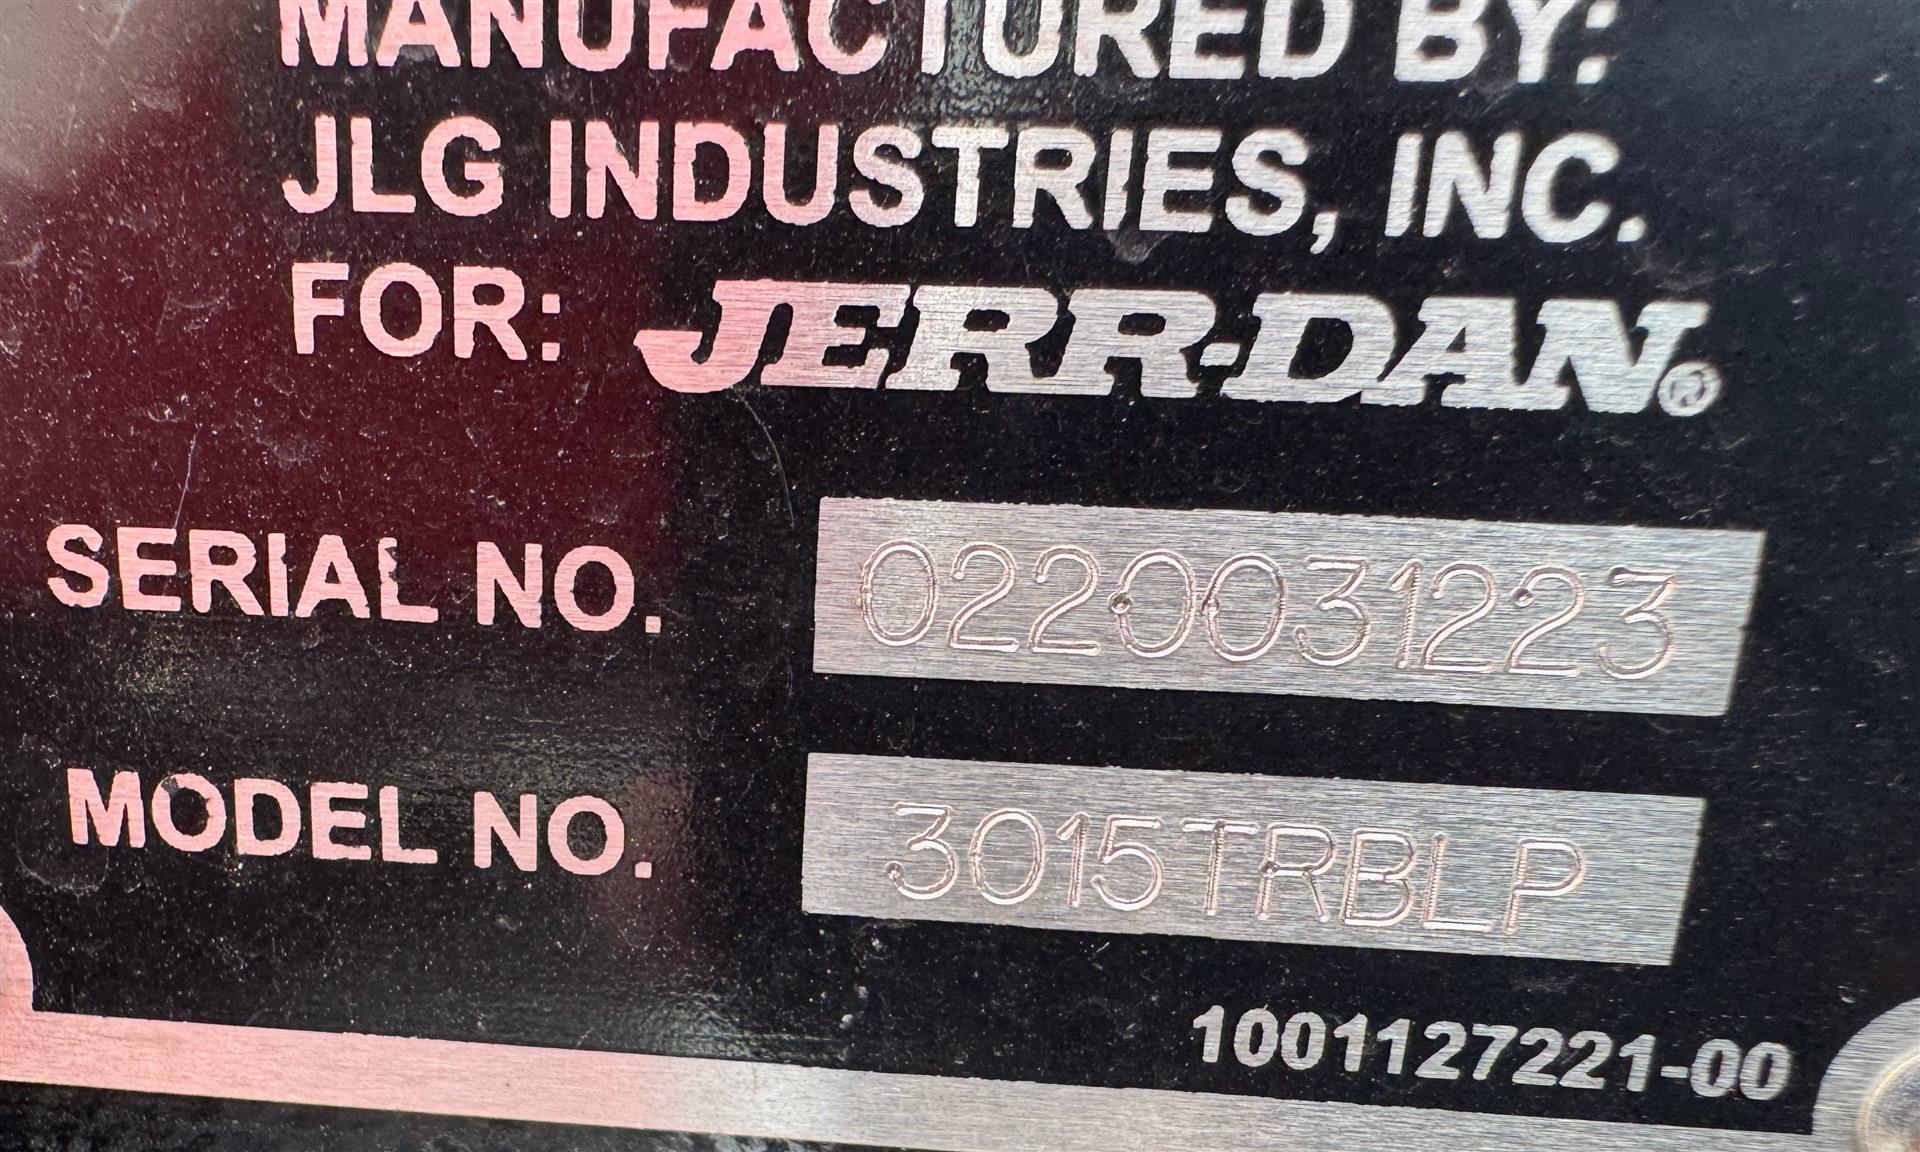 MANUFACTURED BY:
JLG INDUSTRIES, INC.
FOR: JERR-DAN®
SERIAL NO. 0220031223
MODEL NO. 3015TRBLP
1001127221-00